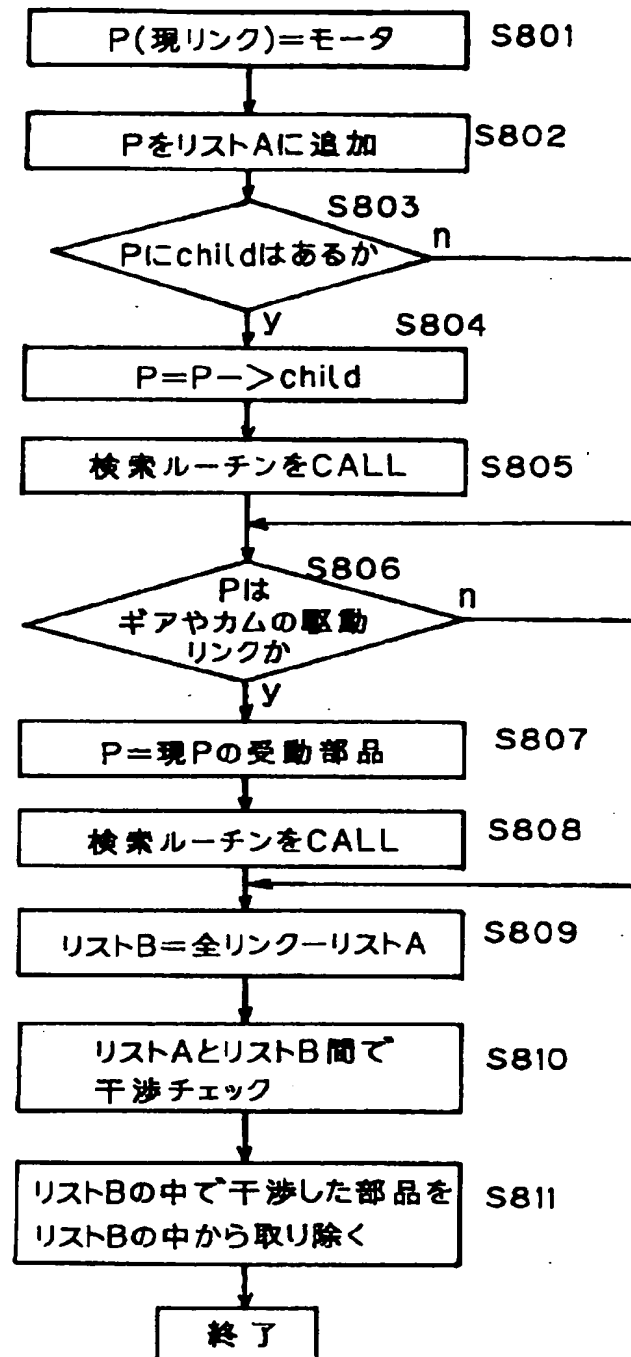 P(現リンク)=モータ
S801
PをリストAに追加
S802
S803
Pにchildはあるか
n
y
S804
P=P->child
検索ルーチンをCALL
S805
S806
Pは
ギアやカムの駆動
リンクか
n
y
P=現Pの受動部品
S807
検索ルーチンをCALL
S808
リストB=全リンクーリストA
S809
リストAとリストB間で
干渉チェック
S810
リストBの中で干渉した部品を
リストBの中から取り除く
S811
終了